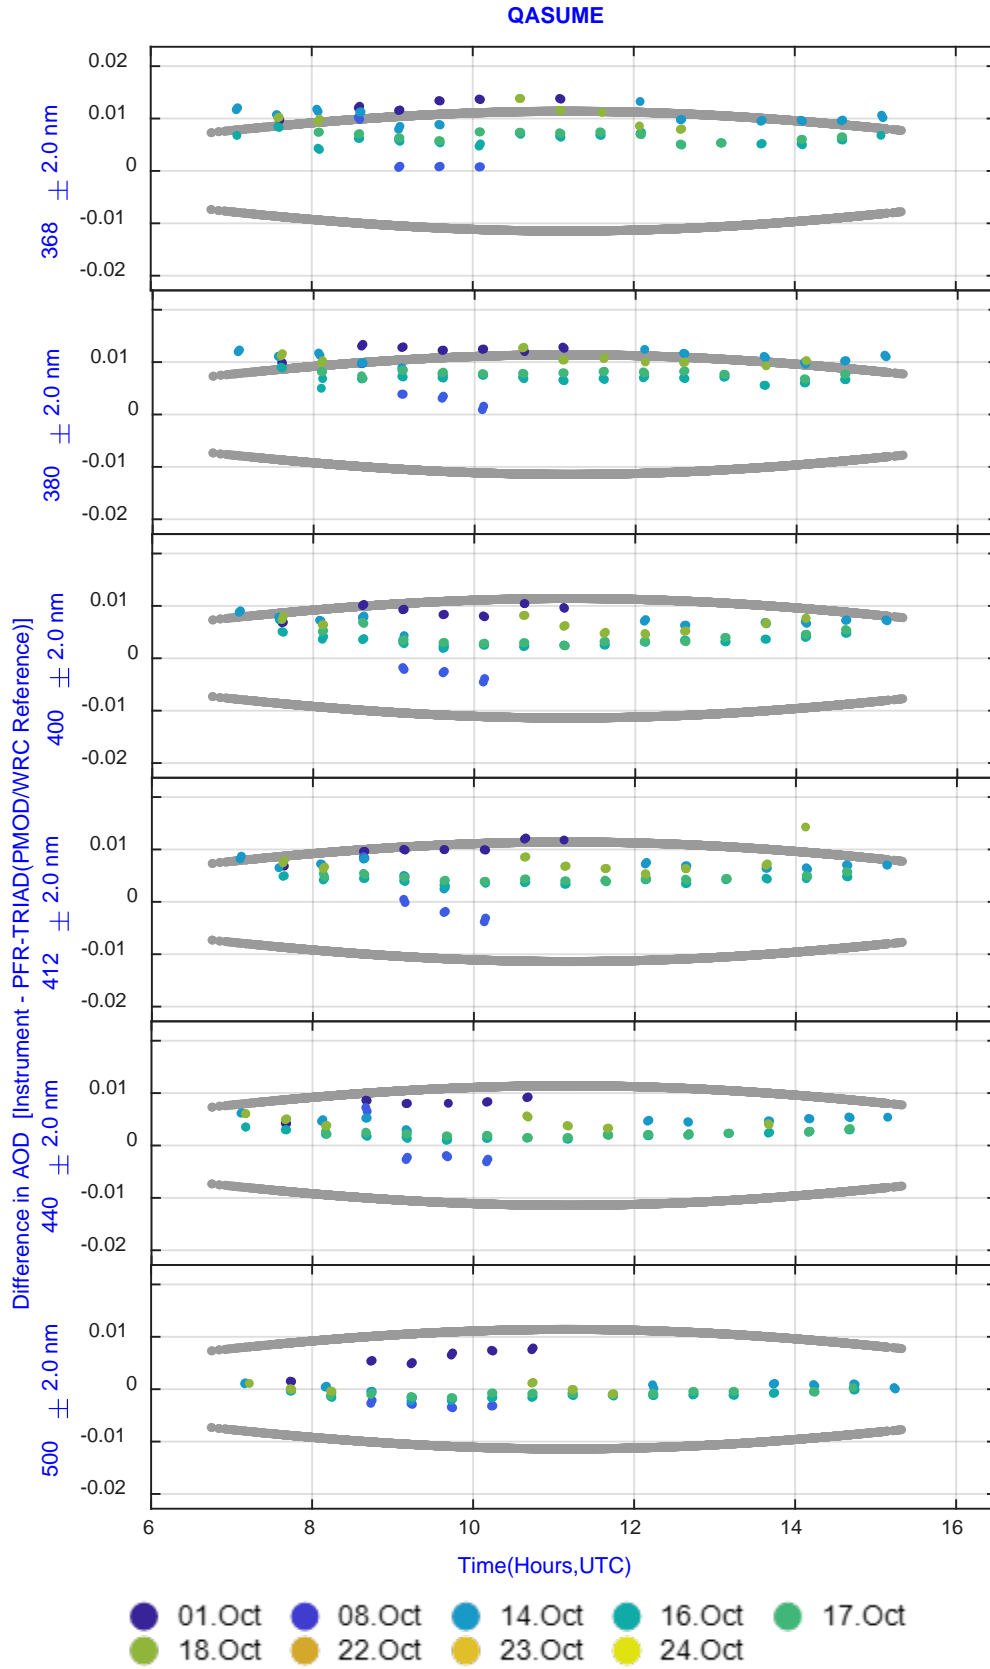 QASUME
0.02
0.01
0
-0.01
-0.02
368 ± 2.0 nm
0.01
0
-0.01
-0.02
380 ± 2.0 nm
0.01
0
-0.01
-0.02
400 ± 2.0 nm
0.01
0
-0.01
-0.02
412 ± 2.0 nm
0.01
0
-0.01
-0.02
440 ± 2.0 nm
0.01
0
-0.01
-0.02
500 ± 2.0 nm
Difference in AOD [Instrument - PFR-TRIAD(PMOD/WRC Reference)]
6 8 10 12 14 16
Time(Hours,UTC)
01.Oct 08.Oct 14.Oct 16.Oct 17.Oct
18.Oct 22.Oct 23.Oct 24.Oct